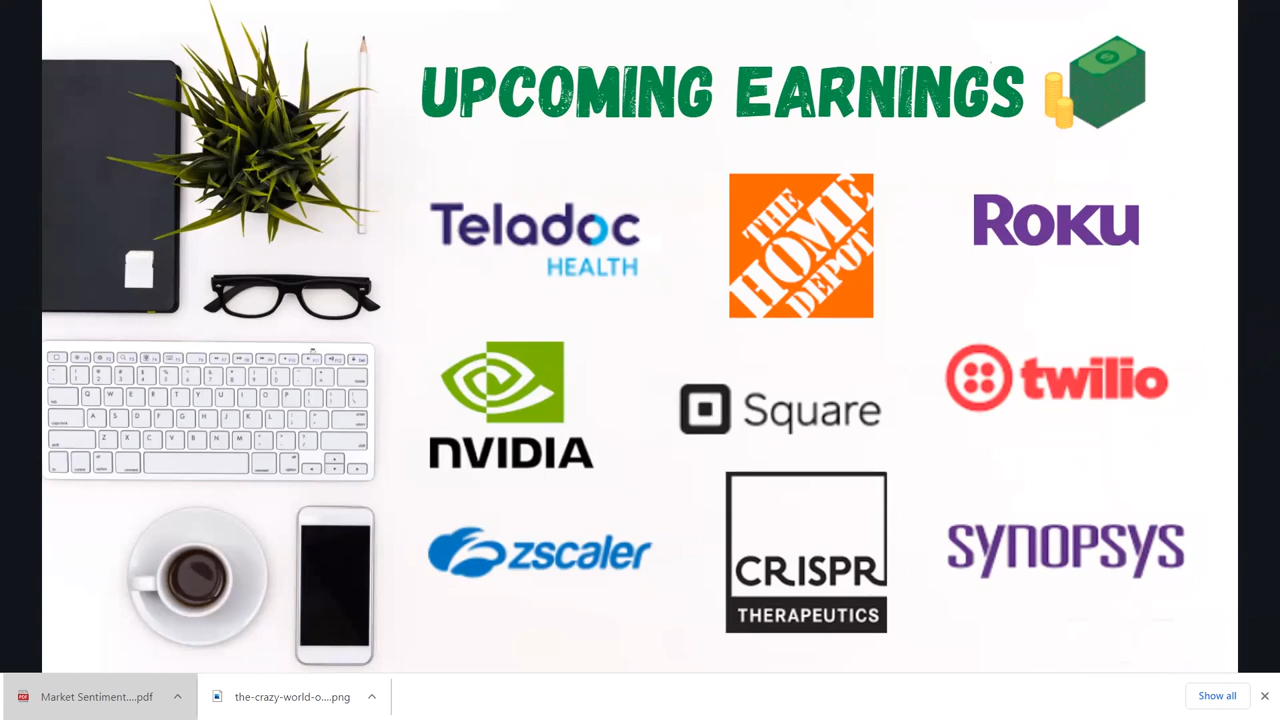 UPCOMING EARNINGS
Teladoc
HEALTH
THE
HOME
DEPOT
ROKU
NVIDIA
Square
twilio
zscaler
CRISPR
THERAPEUTICS
SYNOPSYS
Market Sentiment....pdf
the-crazy-world-o....png
Show all